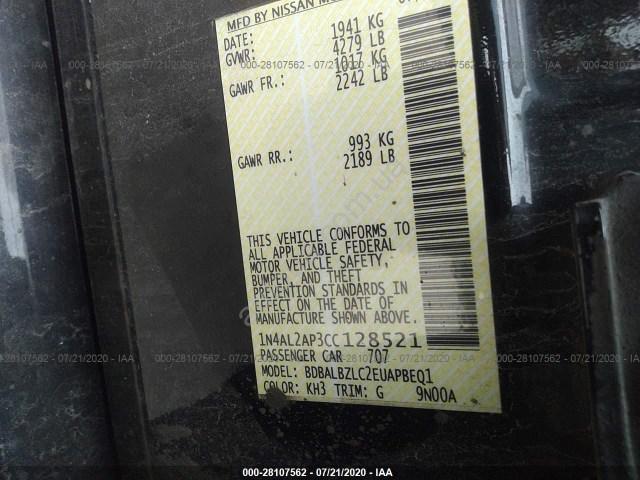 MFD BY NISSAN
DATE: 1941 KG
GVWR: 4279 LB
1017 KG
GAWR FR.: 2242 LB
993 KG
GAWR RR.: 2189 LB
THIS VEHICLE CONFORMS TO
ALL APPLICABLE FEDERAL
MOTOR VEHICLE SAFETY,
BUMPER, AND THEFT
PREVENTION STANDARDS IN
EFFECT ON THE DATE OF
MANUFACTURE SHOWN ABOVE.
1N4AL2AP3CC128521
PASSENGER CAR 707
MODEL: BDBALBZLC2EUAPBEQ1
COLOR: KH3 TRIM: G 9N00A
000-28107562 - 07/21/2020 - IAA